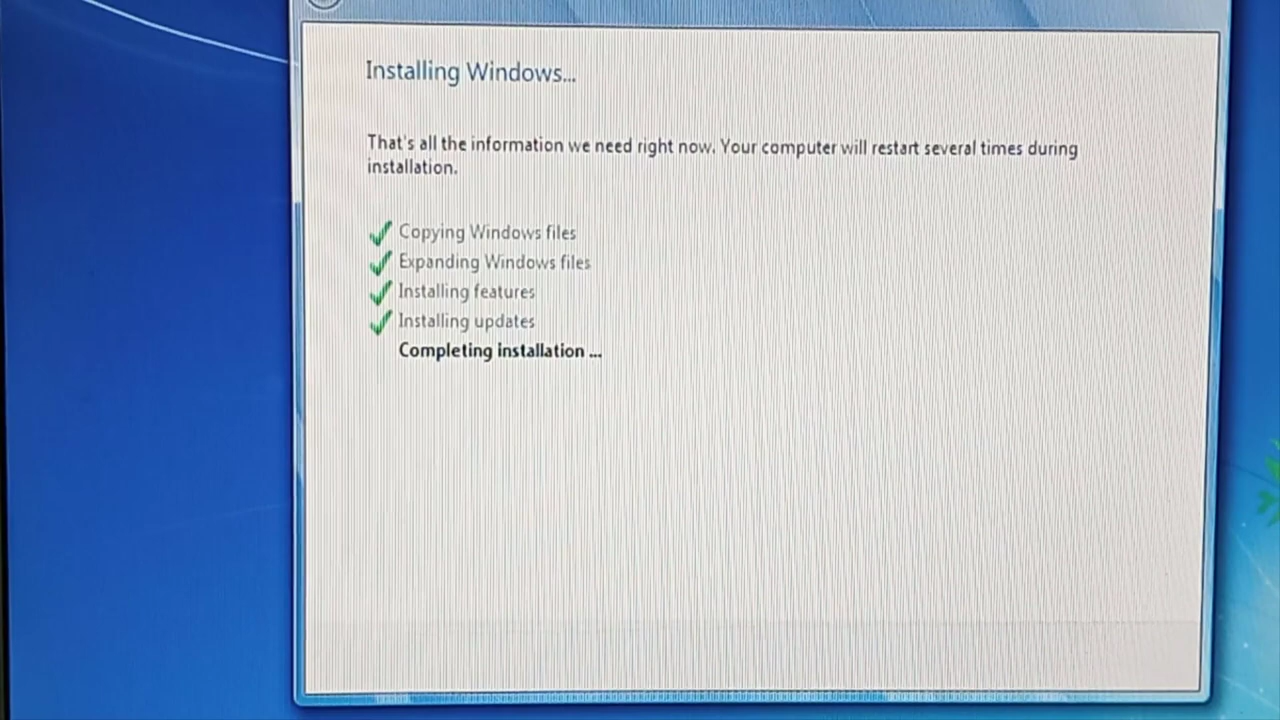 Installing Windows...
That's all the information we need right now. Your computer will restart several times during
installation.
Copying Windows files
Expanding Windows files
Installing features
Installing updates
Completing installation ...